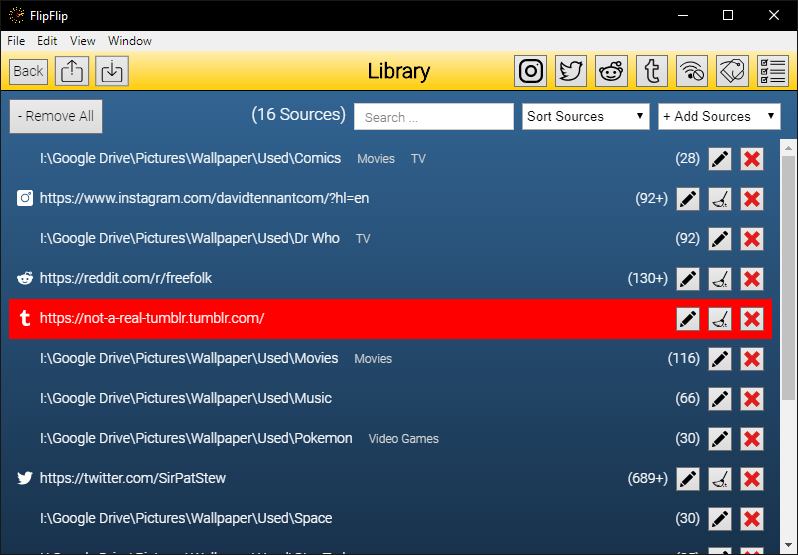 FlipFlip
File Edit View Window
Back Library
- Remove All (16 Sources) Search ... Sort Sources + Add Sources
I:\Google Drive\Pictures\Wallpaper\Used\Comics Movies TV (28)
https://www.instagram.com/davidtennantcom/?hl=en (92+)
I:\Google Drive\Pictures\Wallpaper\Used\Dr Who TV (92)
https://reddit.com/r/freefolk (130+)
https://not-a-real-tumblr.tumblr.com/
I:\Google Drive\Pictures\Wallpaper\Used\Movies Movies (116)
I:\Google Drive\Pictures\Wallpaper\Used\Music (66)
I:\Google Drive\Pictures\Wallpaper\Used\Pokemon Video Games (30)
https://twitter.com/SirPatStew (689+)
I:\Google Drive\Pictures\Wallpaper\Used\Space (30)